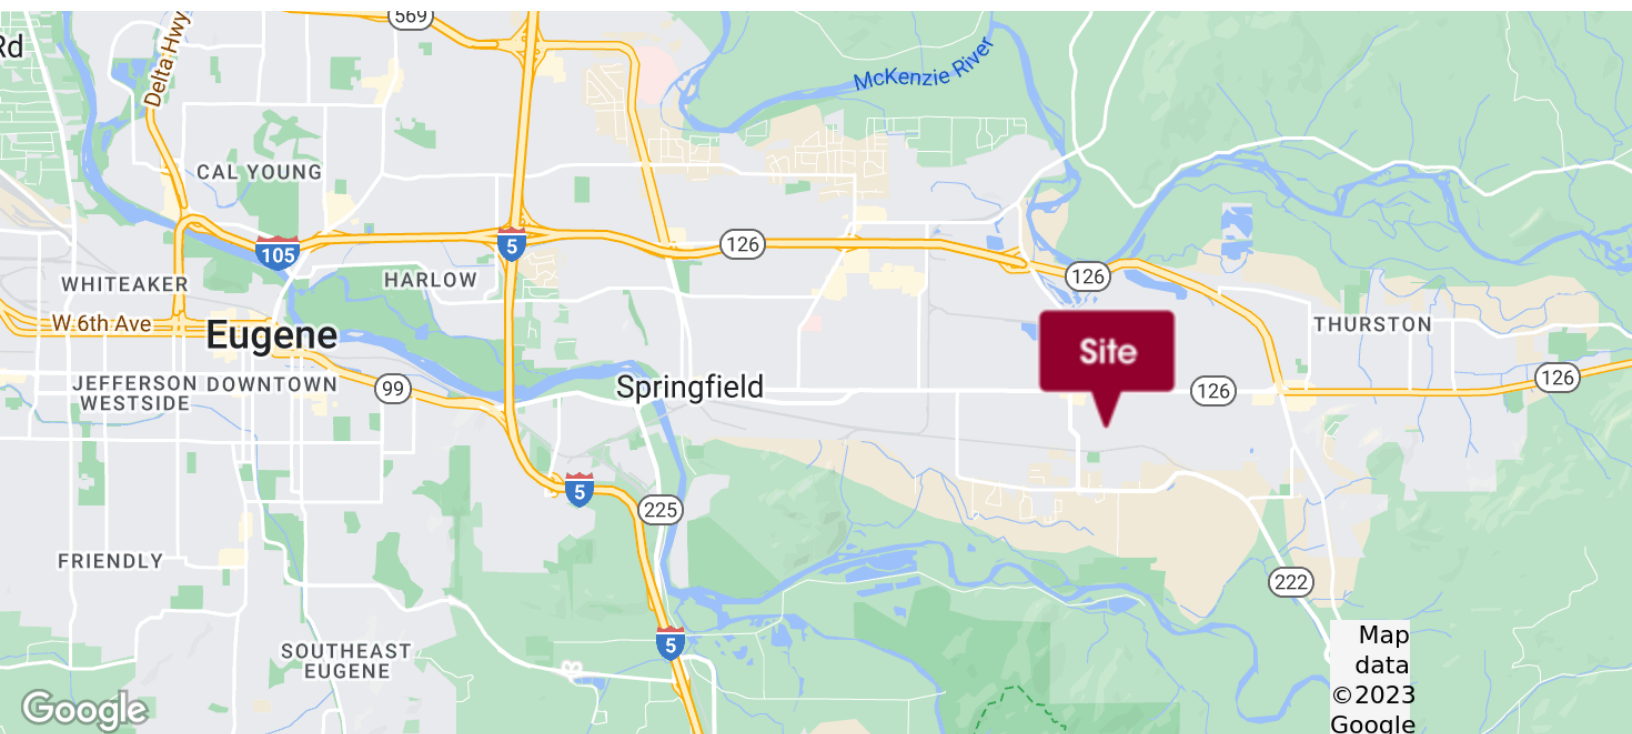 569
Rd
Delta Hwy
McKenzie River
CAL YOUNG
105
5
126
126
WHITEAKER
HARLOW
W 6th Ave
Eugene
THURSTON
Site
JEFFERSON
WESTSIDE
DOWNTOWN
99
Springfield
126
126
5
225
FRIENDLY
222
5
SOUTHEAST
EUGENE
Map
data
©2023
Google
Google